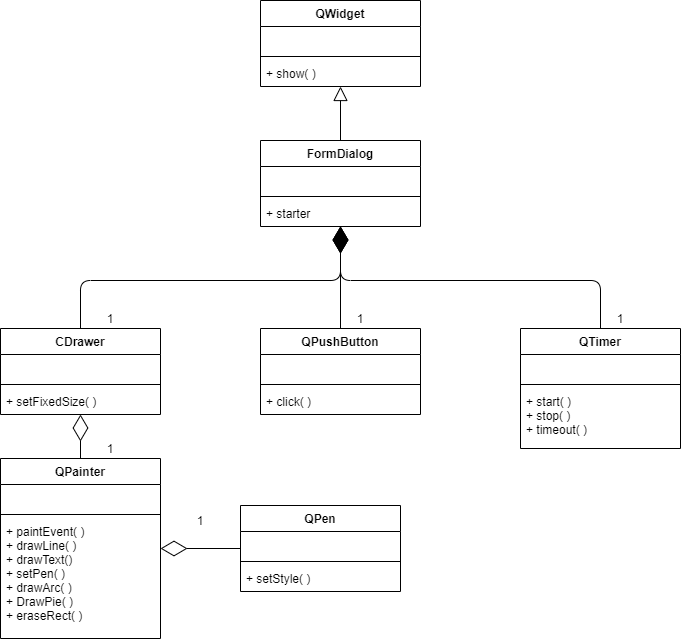 QWidget
+ show( )
FormDialog
+ starter
1
1
1
CDrawer
QPushButton
QTimer
+ setFixedSize( )
+ click( )
+ start( )
+ stop( )
+ timeout( )
1
QPainter
+ paintEvent( )
+ drawLine( )
+ drawText()
+ setPen( )
+ drawArc( )
+ DrawPie( )
+ eraseRect( )
1
QPen
+ setStyle( )